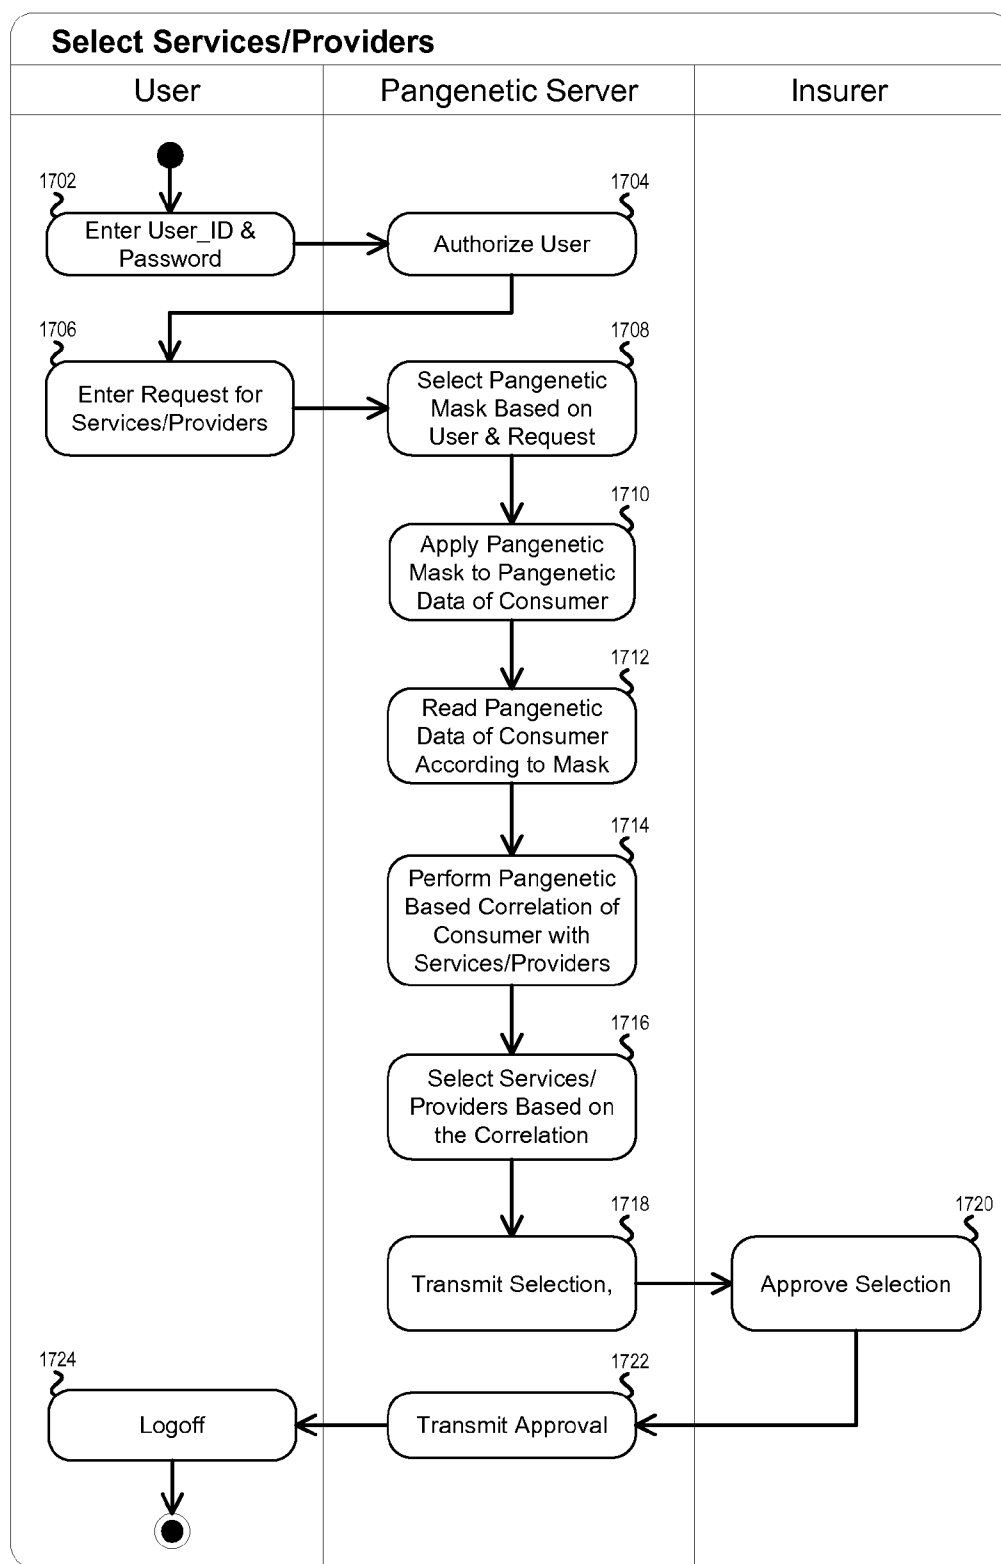 Select Services/Providers
User
Pangenetic Server
Insurer
1702
Enter User_ID &
Password
1704
Authorize User
1706
Enter Request for
Services/Providers
1708
Select Pangenetic
Mask Based on
User & Request
1710
Apply Pangenetic
Mask to Pangenetic
Data of Consumer
1712
Read Pangenetic
Data of Consumer
According to Mask
1714
Perform Pangenetic
Based Correlation of
Consumer with
Services/Providers
1716
Select Services/
Providers Based on
the Correlation
1718
Transmit Selection,
1720
Approve Selection
1722
Transmit Approval
1724
Logoff